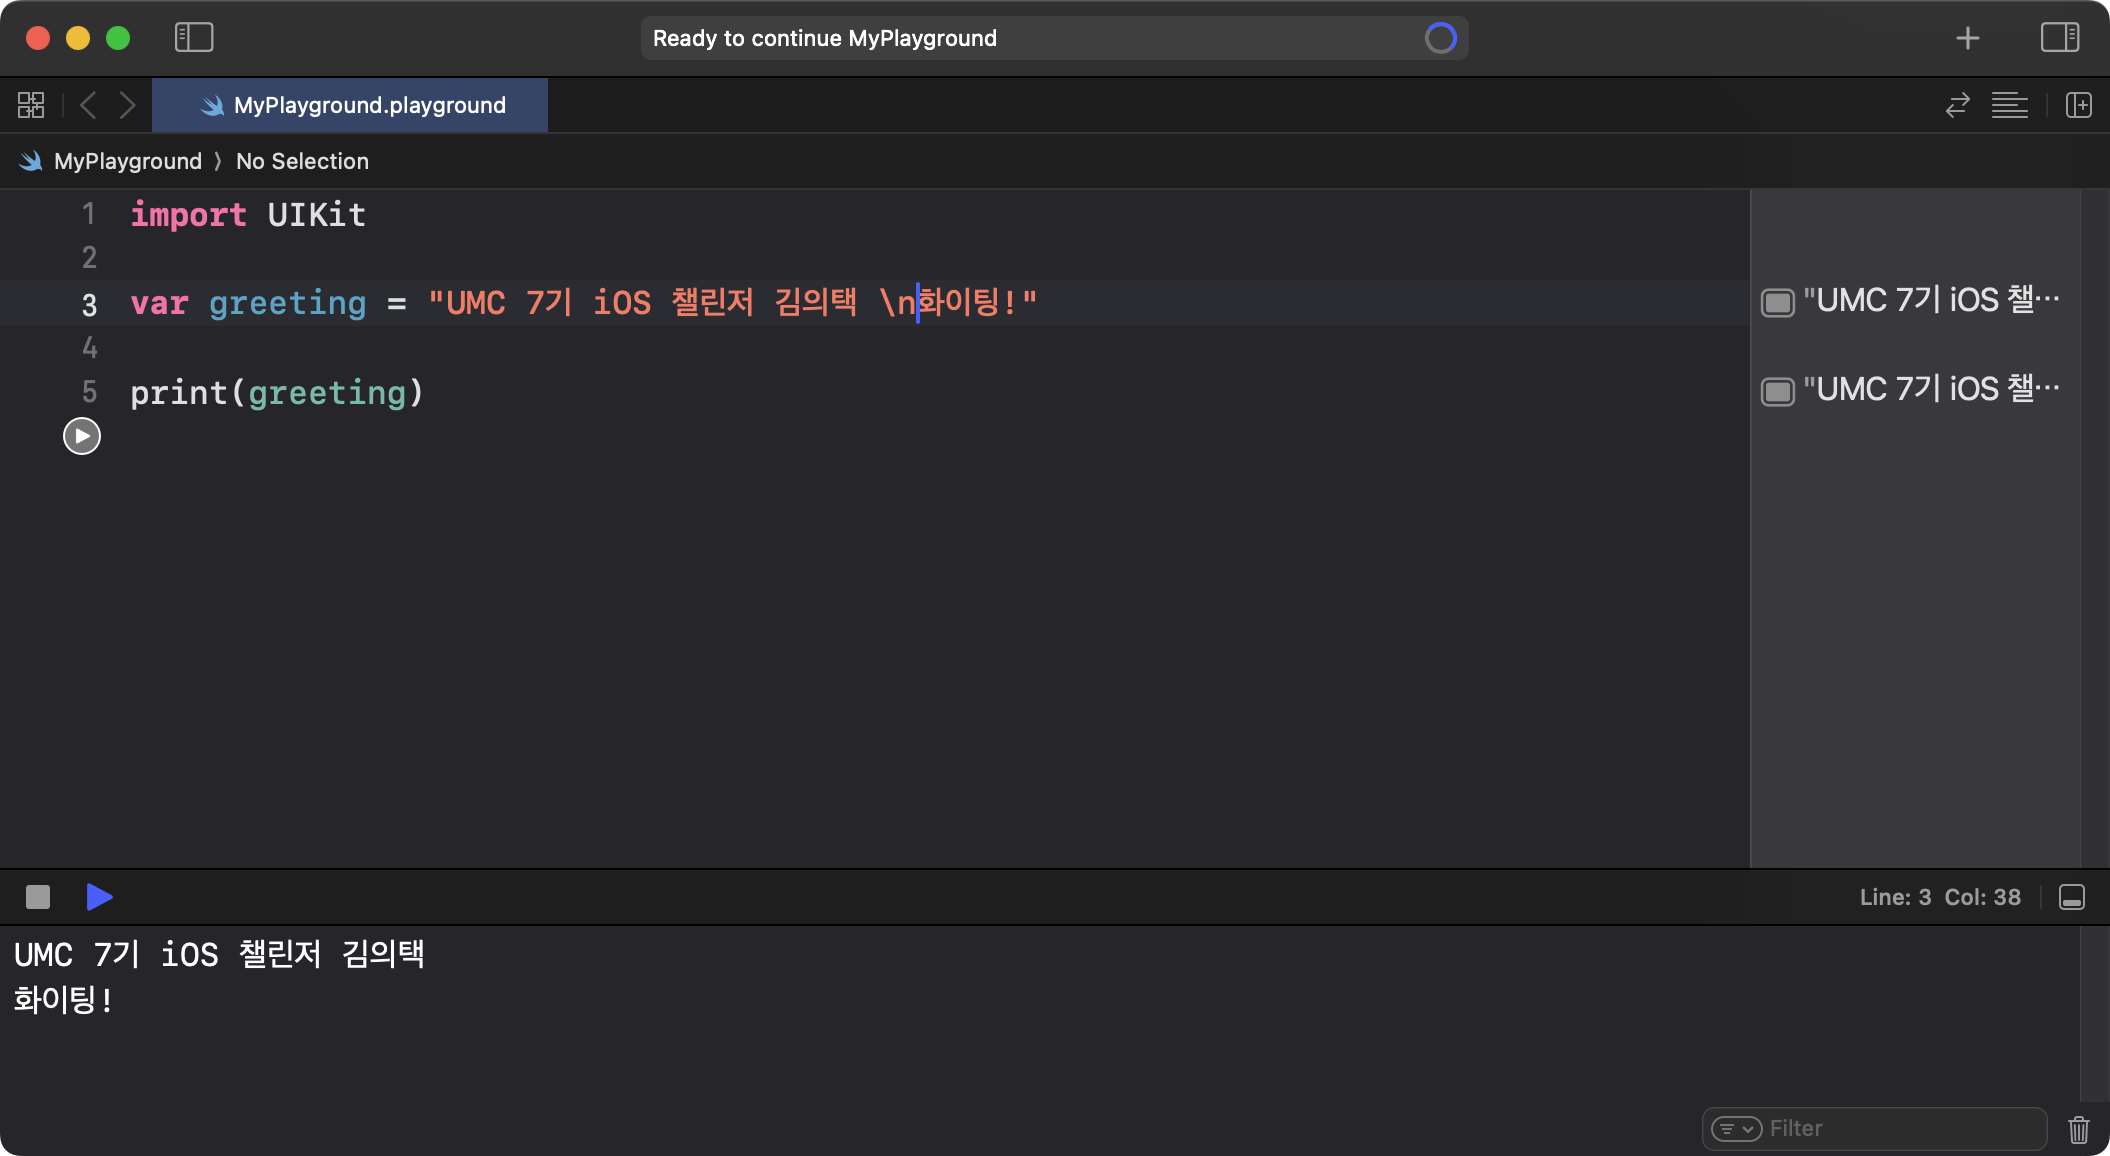 Ready to continue MyPlayground
MyPlayground.playground
MyPlayground ⟩ No Selection
1 import UIKit
2
3 var greeting = "UMC 7기 iOS 챌린저 김의택 \n화이팅!"
"UMC 7기 iOS 챌…
4
5 print(greeting)
"UMC 7기 iOS 챌…
Line: 3 Col: 38
UMC 7기 iOS 챌린저 김의택
화이팅!
Filter